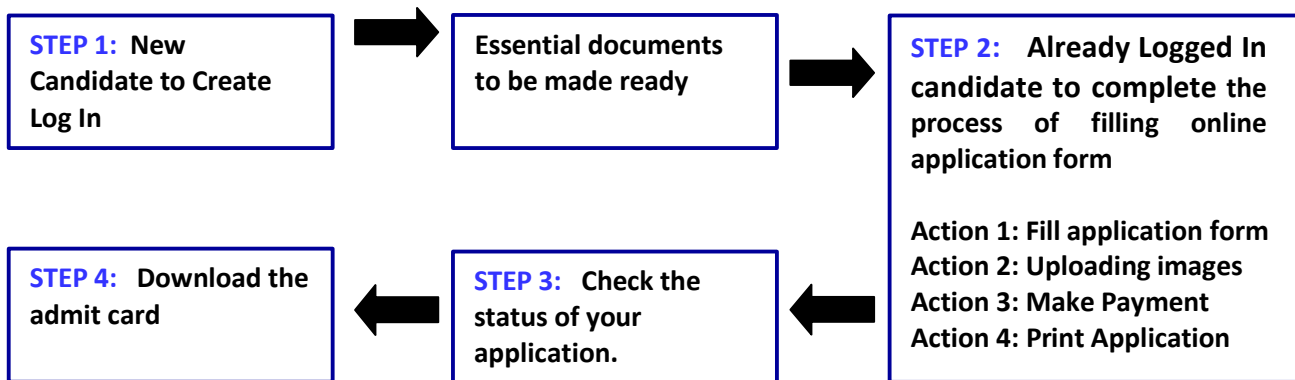 STEP 1: New
Candidate to Create
Log In
Essential documents
to be made ready
STEP 2: Already Logged In
candidate to complete the
process of filling online
application form
Action 1: Fill application form
Action 2: Uploading images
Action 3: Make Payment
Action 4: Print Application
STEP 3: Check the
status of your
application.
STEP 4: Download the
admit card